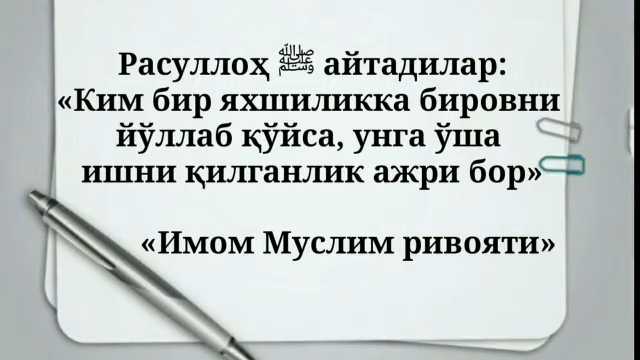 Расуллоҳ ﷺ айтадилар:
«Ким бир яхшиликка бировни
йўллаб қўйса, унга ўша
ишни қилганлик ажри бор»
«Имом Муслим ривояти»